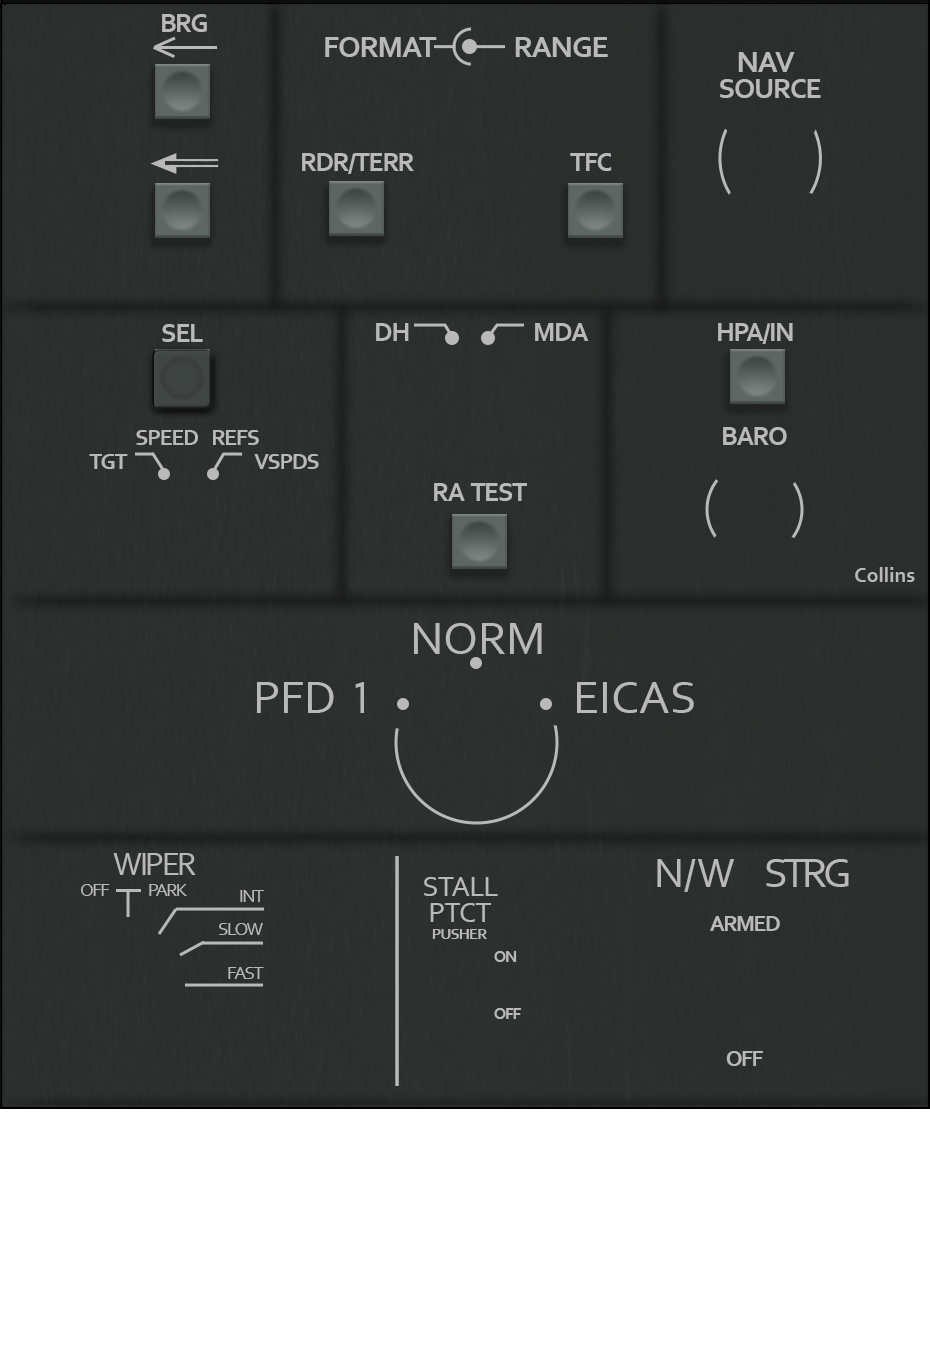 BRG
FORMAT RANGE
NAV
SOURCE
RDR/TERR
TFC
SEL
DH MDA
HPA/IN
SPEED REFS
TGT VSPDS
BARO
RA TEST
Collins
NORM
PFD 1 EICAS
WIPER
OFF PARK
INT
SLOW
FAST
STALL
PTCT
PUSHER
ON
OFF
N/W STRG
ARMED
OFF